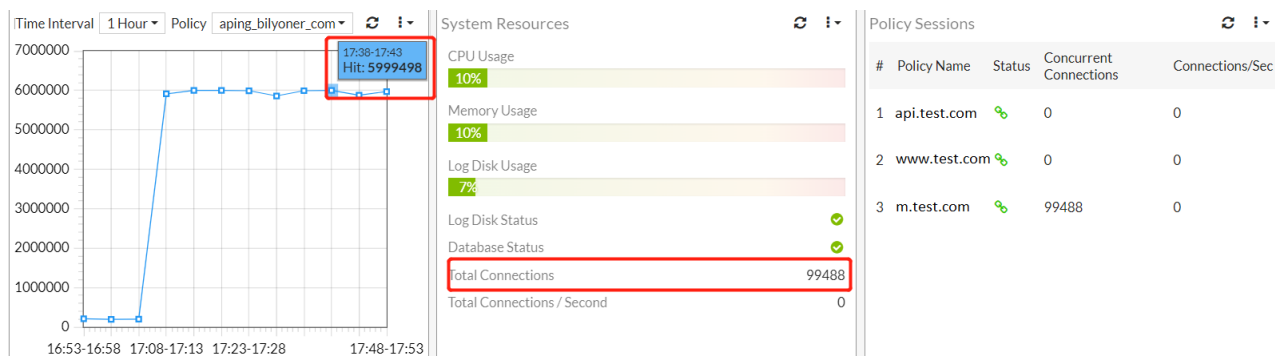 Time Interval 1 Hour Policy aping_bilyoner_com
7000000
17:38-17:43
Hit: 5999498
6000000
5000000
4000000
3000000
2000000
1000000
0
16:53-16:58 17:08-17:13 17:23-17:28 17:48-17:53
System Resources
CPU Usage
10%
Memory Usage
10%
Log Disk Usage
7%
Log Disk Status
Database Status
Total Connections 99488
Total Connections / Second 0
Policy Sessions
# Policy Name Status Concurrent Connections Connections/Sec
1 api.test.com 0 0
2 www.test.com 0 0
3 m.test.com 99488 0